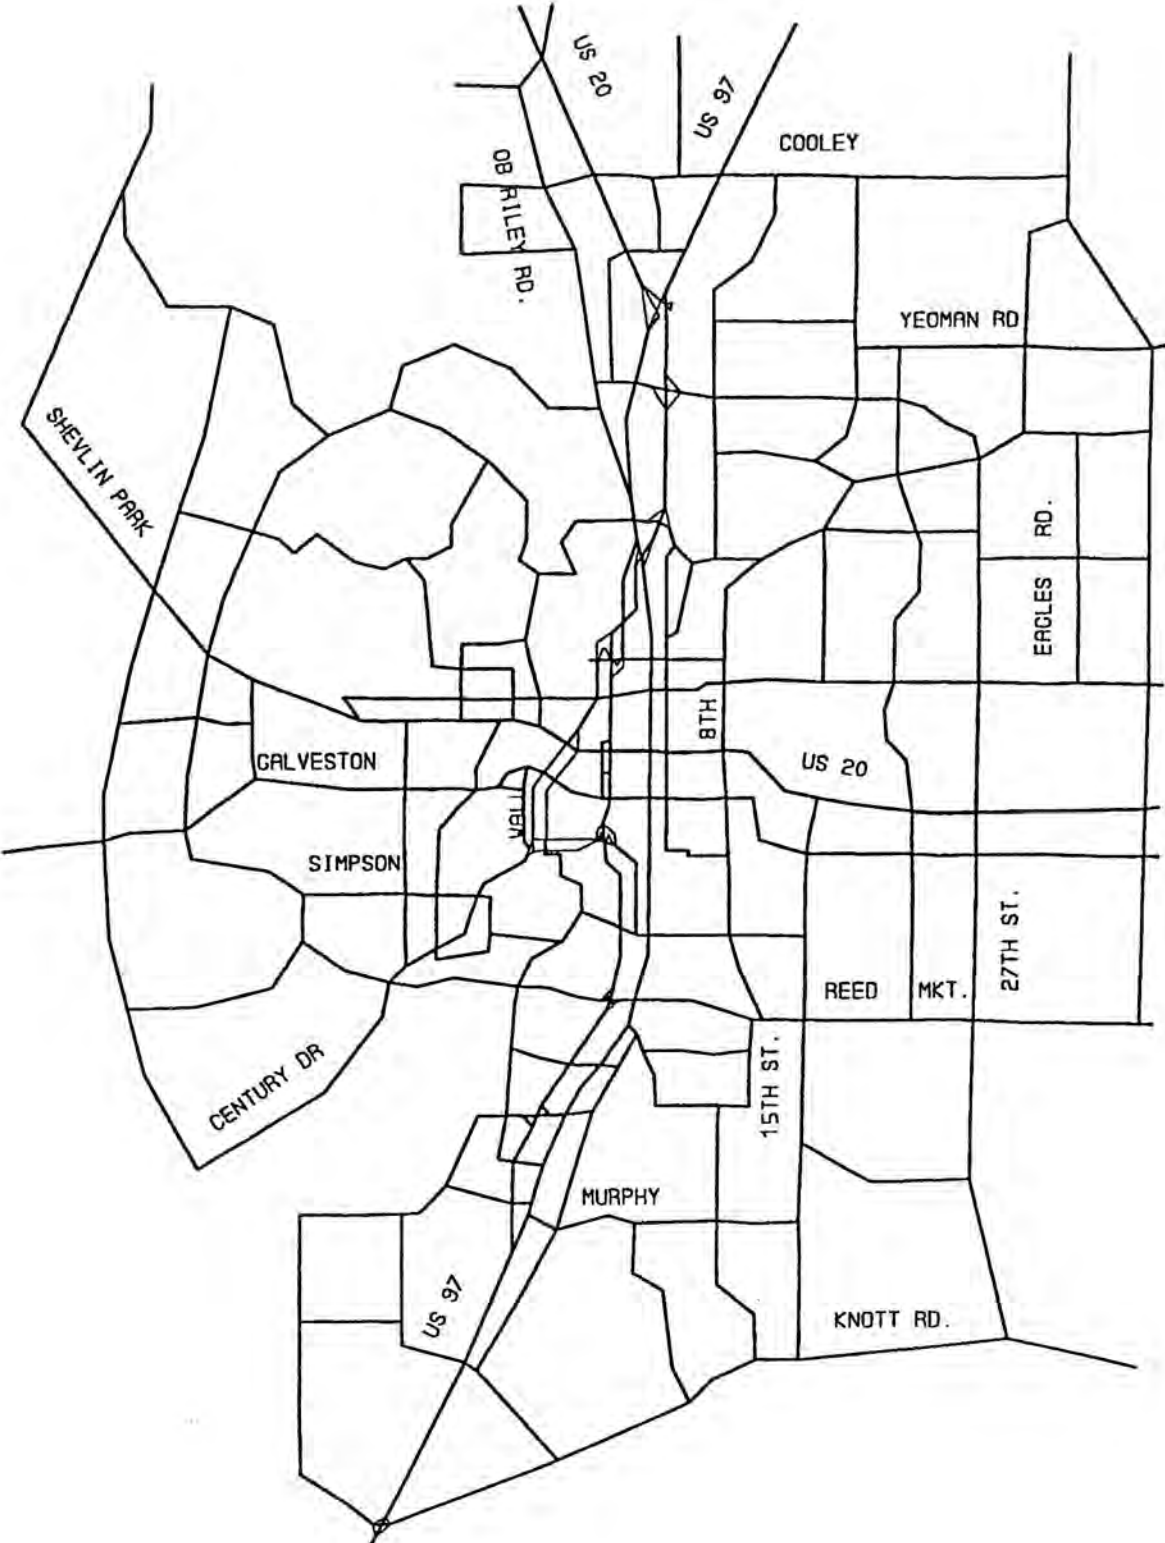 US 20
US 97
COOLEY
OB RILEY RD.
YEOMAN RD
SHEVLIN PARK
EAGLES RD.
8TH
GALVESTON
US 20
WALL
SIMPSON
27TH ST.
REED MKT.
CENTURY DR
15TH ST.
MURPHY
US 97
KNOTT RD.